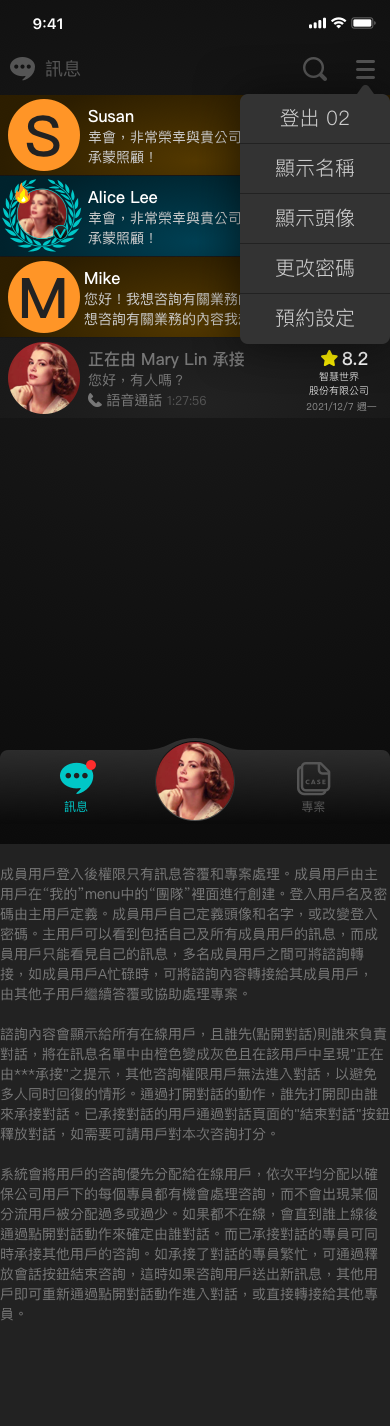 9:41
訊息
登出 02
顯示名稱
顯示頭像
更改密碼
預約設定
S
Susan
幸會，非常榮幸與貴公司
承蒙照顧！
Alice Lee
幸會，非常榮幸與貴公司
承蒙照顧！
M
Mike
您好！我想咨詢有關業務
想咨詢有關業務的內容我
正在由 Mary Lin 承接
您好，有人嗎？
語音通話 1:27:56
8.2
智慧世界
股份有限公司
2021/12/7 週一
訊息
CASE
專案
成員用戶登入後權限只有訊息答覆和專案處理。成員用戶由主
用戶在“我的”menu中的“團隊”裡面進行創建。登入用戶名及密
碼由主用戶定義。成員用戶自己定義頭像和名字，或改變登入
密碼。主用戶可以看到包括自己及所有成員用戶的訊息，而成
員用戶只能看見自己的訊息，多名成員用戶之間可將諮詢轉
接，如成員用戶A忙碌時，可將諮詢內容轉接給其成員用戶，
由其他子用戶繼續答覆或協助處理專案。
諮詢內容會顯示給所有在線用戶，且誰先(點開對話)則誰來負責
對話，將在訊息名單中由橙色變成灰色且在該用戶中呈現"正在
由***承接"之提示，其他咨詢權限用戶無法進入對話，以避免
多人同時回復的情形。通過打開對話的動作，誰先打開即由誰
來承接對話。已承接對話的用戶通過對話頁面的"結束對話"按鈕
釋放對話，如需要可請用戶對本次咨詢打分。
系統會將用戶的咨詢優先分配給在線用戶，依次平均分配以確
保公司用戶下的每個專員都有機會處理咨詢，而不會出現某個
分流用戶被分配過多或過少。如果都不在線，會直到誰上線後
通過點開對話動作來確定由誰對話。而已承接對話的專員可同
時承接其他用戶的咨詢。如承接了對話的專員繁忙，可通過釋
放會話按鈕結束咨詢，這時如果咨詢用戶送出新訊息，其他用
戶即可重新通過點開對話動作進入對話，或直接轉接給其他專
員。